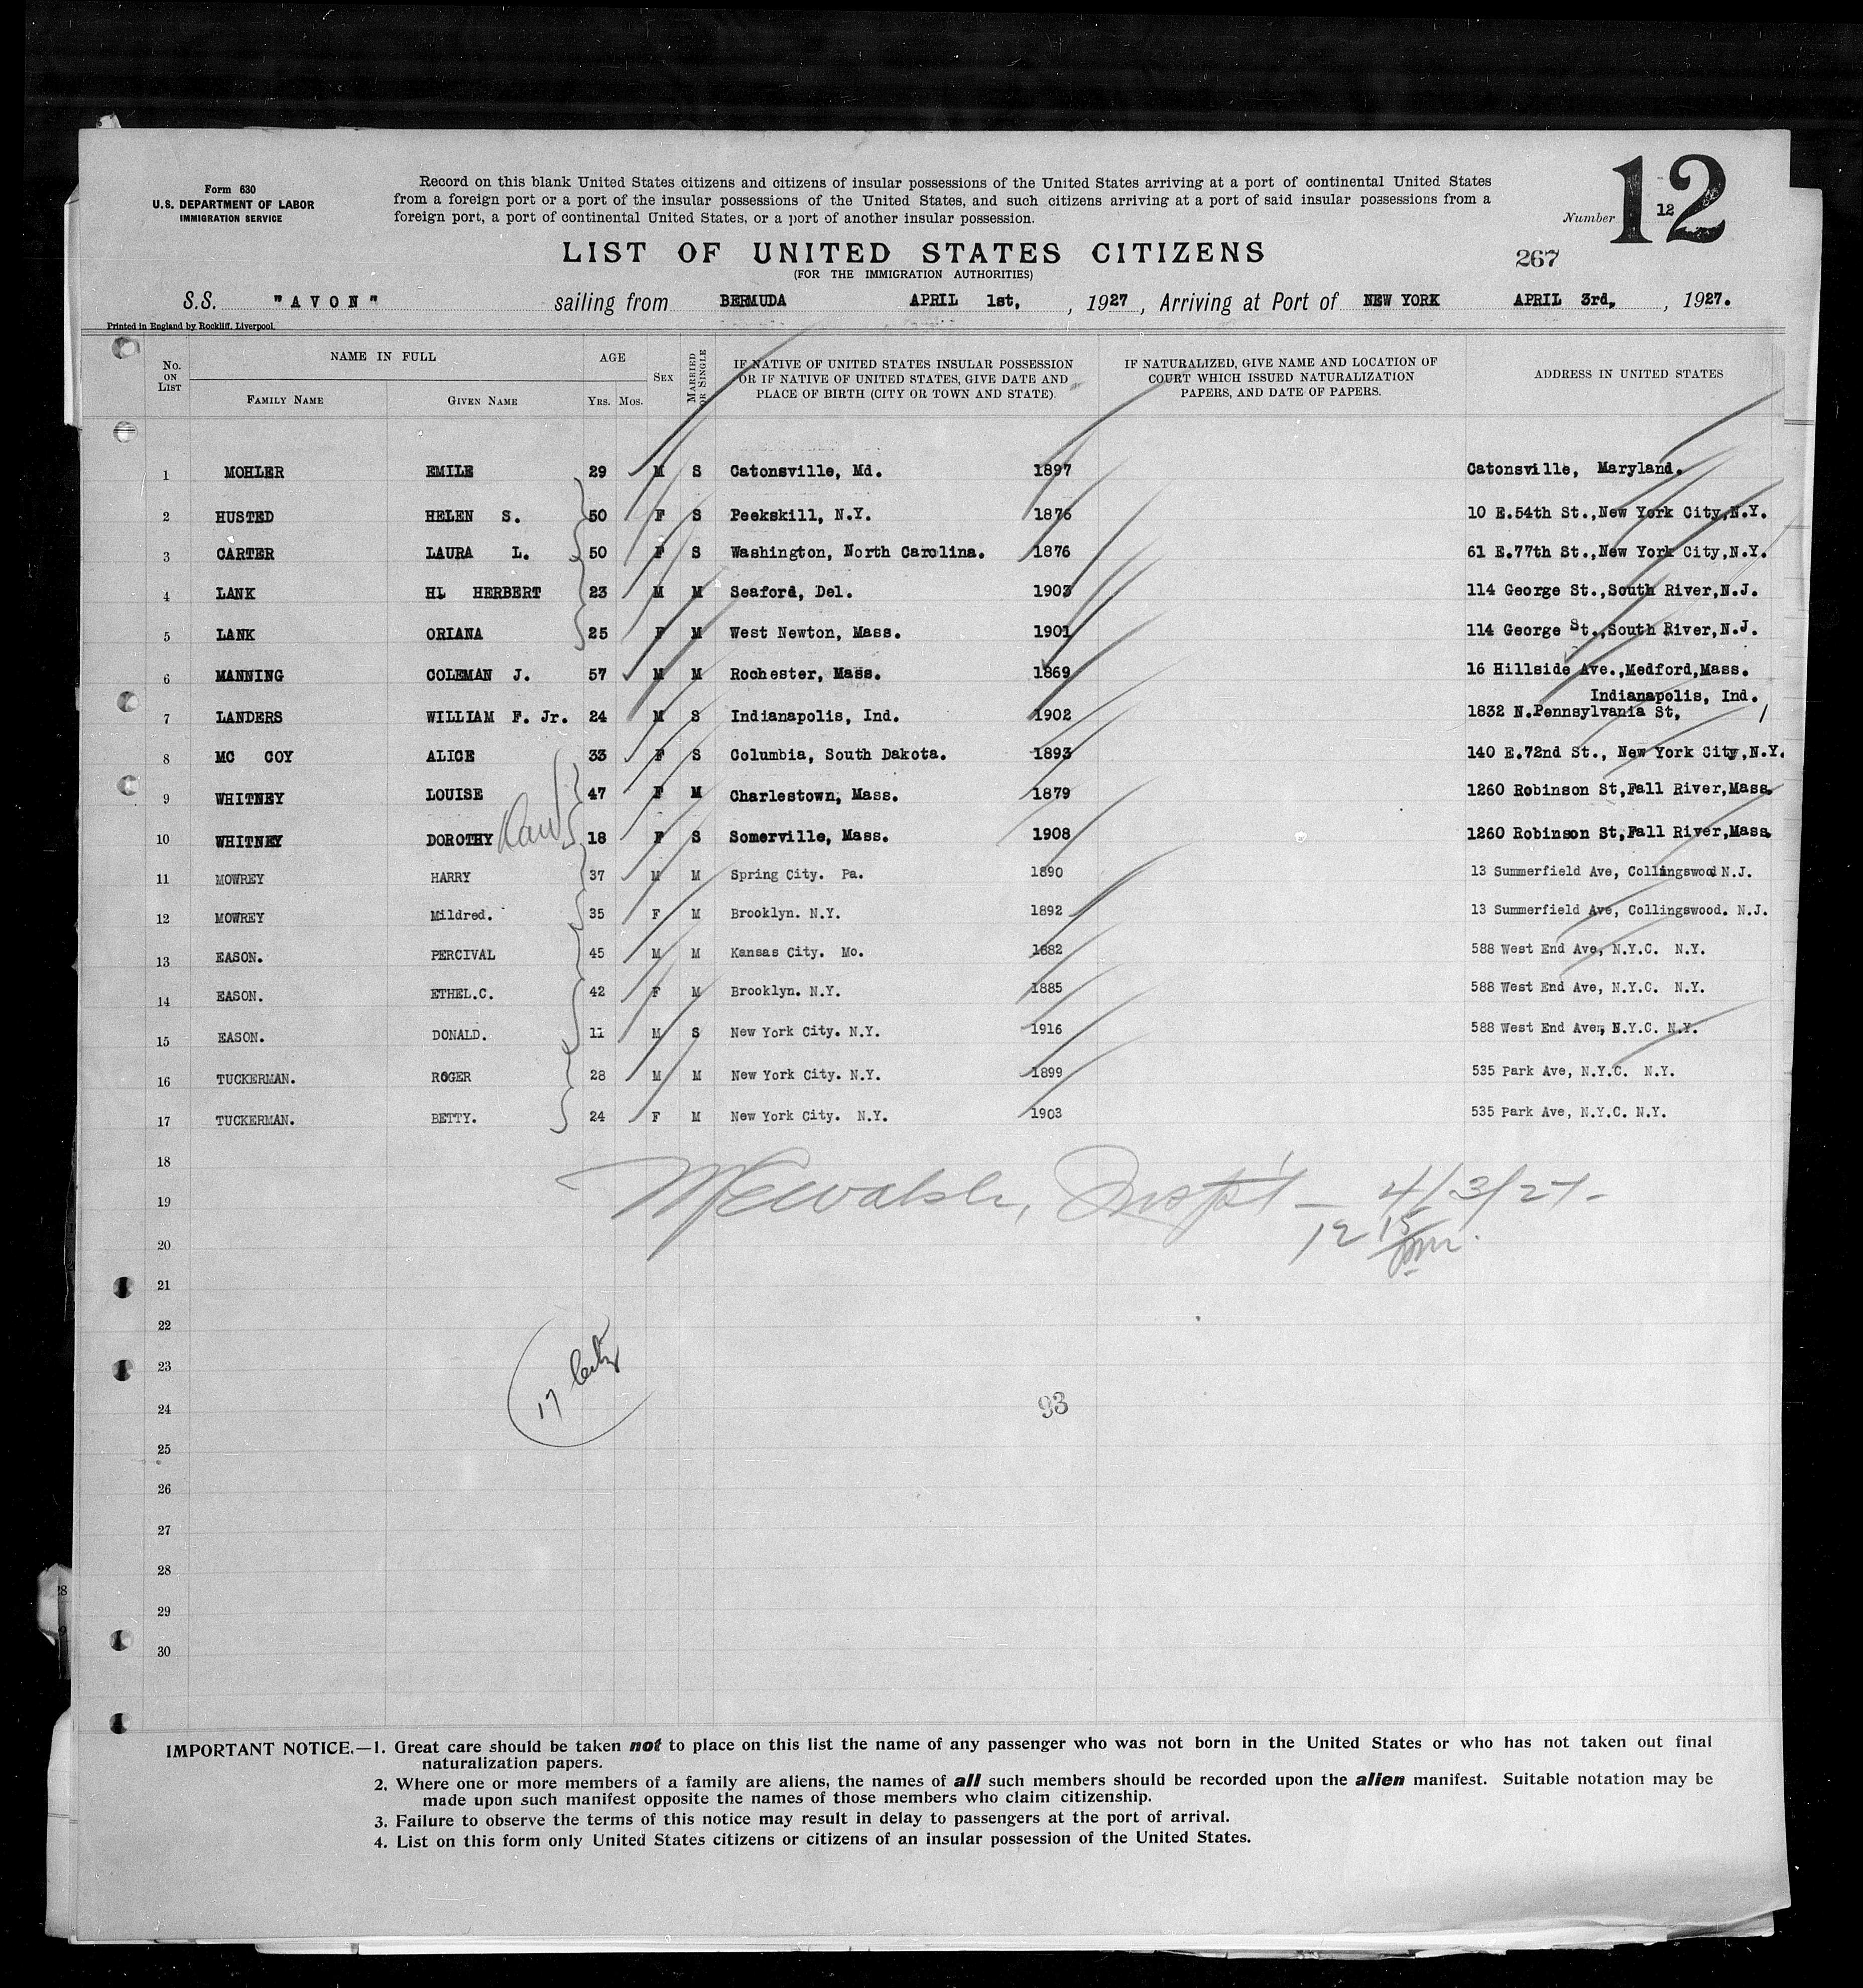 Form 630
U.S. DEPARTMENT OF LABOR
IMMIGRATION SERVICE
Record on this blank United States citizens and citizens of insular possessions of the United States arriving at a port of continental United States
from a foreign port or a port of the insular possessions of the United States, and such citizens arriving at a port of said insular possessions from a
foreign port, a port of continental United States, or a port of another insular possession.
Number 12
12
267
LIST OF UNITED STATES CITIZENS
(FOR THE IMMIGRATION AUTHORITIES)
S.S. "AVON" sailing from BERMUDA APRIL 1st, , 1927, Arriving at Port of NEW YORK APRIL 3rd, , 1927.
Printed in England by Rockliff, Liverpool.
No. ON LIST NAME IN FULL FAMILY NAME GIVEN NAME AGE YRS. MOS. SEX MARRIED OR SINGLE IF NATIVE OF UNITED STATES INSULAR POSSESSION OR IF NATIVE OF UNITED STATES, GIVE DATE AND PLACE OF BIRTH (CITY OR TOWN AND STATE). IF NATURALIZED, GIVE NAME AND LOCATION OF COURT WHICH ISSUED NATURALIZATION PAPERS, AND DATE OF PAPERS. ADDRESS IN UNITED STATES
1 MOHLER EMILE 29 M S Catonsville, Md. 1897 Catonsville, Maryland.
2 HUSTED HELEN S. 50 F S Peekskill, N.Y. 1876 10 E.54th St.,New York City,N.Y.
3 CARTER LAURA L. 50 F S Washington, North Carolina. 1876 61 E.77th St.,New York City,N.Y.
4 LANK HL HERBERT 23 M M Seaford, Del. 1903 114 George St.,South River,N.J.
5 LANK ORIANA 25 F M West Newton, Mass. 1901 114 George St.,South River,N.J.
6 MANNING COLEMAN J. 57 M M Rochester, Mass. 1869 16 Hillside Ave.,Medford,Mass.
Indianapolis, Ind.
7 LANDERS WILLIAM F. Jr. 24 M S Indianapolis, Ind. 1902 1832 N.Pennsylvania St,
8 MC COY ALICE 33 F S Columbia, South Dakota. 1893 140 E.72nd St., New York City,N.Y.
9 WHITNEY LOUISE 47 F M Charlestown, Mass. 1879 1260 Robinson St,Fall River,Mass.
10 WHITNEY DOROTHY 18 F S Somerville, Mass. 1908 1260 Robinson St,Fall River,Mass.
11 MOWREY HARRY 37 M M Spring City. Pa. 1890 13 Summerfield Ave, Collingswood N.J.
12 MOWREY Mildred. 35 F M Brooklyn. N.Y. 1892 13 Summerfield Ave, Collingswood. N.J.
13 EASON. PERCIVAL 45 M M Kansas City. Mo. 1882 588 West End Ave, N.Y.C. N.Y.
14 EASON. ETHEL.C. 42 F M Brooklyn. N.Y. 1885 588 West End Ave, N.Y.C. N.Y.
15 EASON. DONALD. 11 M S New York City. N.Y. 1916 588 West End Ave, N.Y.C. N.Y.
16 TUCKERMAN. ROGER 28 M M New York City. N.Y. 1899 535 Park Ave, N.Y.C. N.Y.
17 TUCKERMAN. BETTY. 24 F M New York City. N.Y. 1903 535 Park Ave, N.Y.C. N.Y.
18
19 4/3/27-
20 12 15 pm.
21
22
23
17
24
93
25
26
27
28
29
30
IMPORTANT NOTICE.—1. Great care should be taken not to place on this list the name of any passenger who was not born in the United States or who has not taken out final
naturalization papers.
2. Where one or more members of a family are aliens, the names of all such members should be recorded upon the alien manifest. Suitable notation may be
made upon such manifest opposite the names of those members who claim citizenship.
3. Failure to observe the terms of this notice may result in delay to passengers at the port of arrival.
4. List on this form only United States citizens or citizens of an insular possession of the United States.